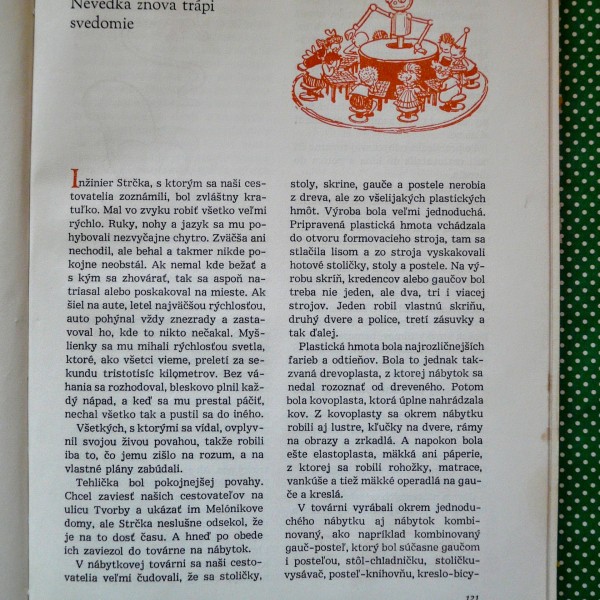 Nevedka znova trápi
svedomie
Inžinier Strčka, s ktorým sa naši ces-
tovatelia zoznámili, bol zvláštny kra-
tuľko. Mal vo zvyku robiť všetko veľmi
rýchlo. Ruky, nohy a jazyk sa mu po-
hybovali nezvyčajne chytro. Zväčša ani
nechodil, ale behal a takmer nikde po-
kojne neobstál. Ak nemal kde bežať a
s kým sa zhovárať, tak sa aspoň na-
triasal alebo poskakoval na mieste. Ak
šiel na aute, letel najväčšou rýchlosťou,
auto pohýnal vždy znezrady a zasta-
voval ho, kde to nikto nečakal. Myš-
lienky sa mu mihali rýchlosťou svetla,
ktoré, ako všetci vieme, preletí za se-
kundu tristotisíc kilometrov. Bez vá-
hania sa rozhodoval, bleskovo plnil každý
nápad, a keď sa mu prestal páčiť,
nechal všetko tak a pustil sa do iného.
Všetkých, s ktorými sa vídal, ovplyv-
nil svojou živou povahou, takže robili
iba to, čo jemu zišlo na rozum, a na
vlastné plány zabúdali.
Tehlička bol pokojnejšej povahy.
Chcel zaviesť našich cestovateľov na
ulicu Tvorby a ukázať im Melónikove
domy, ale Strčka neslušne odsekol, že
je na to dosť času. A hneď po obede
ich zaviezol do továrne na nábytok.
V nábytkovej továrni sa naši cesto-
vatelia veľmi čudovali, že sa stoličky,
stoly, skrine, gauče a postele nerobia
z dreva, ale zo všelijakých plastických
hmôt. Výroba bola veľmi jednoduchá.
Pripravená plastická hmota vchádzala
do otvoru formovacieho stroja, tam sa
stlačila lisom a zo stroja vyskakovali
hotové stoličky, stoly a postele. Na vý-
robu skríň, kredencov alebo gaučov bol
treba nie jeden, ale dva, tri i viacej
strojov. Jeden robil vlastnú skriňu,
druhý dvere a police, tretí zásuvky a
tak ďalej.
Plastická hmota bola najrozličnejších
farieb a odtieňov. Bola to jednak tak-
zvaná drevoplasta, z ktorej nábytok sa
nedal rozoznať od dreveného. Potom
bola kovoplasta, ktorá úplne nahrádzala
kov. Z kovoplasty sa okrem nábytku
robili aj lustre, kľučky na dvere, rámy
na obrazy a zrkadlá. A napokon bola
ešte elastoplasta, mäkká ani páperie,
z ktorej sa robili rohožky, matrace,
vankúše a tiež mäkké operadlá na gau-
če a kreslá.
V továrni vyrábali okrem jednodu-
chého nábytku aj nábytok kombi-
novaný, ako napríklad kombinovaný
gauč-posteľ, ktorý bol súčasne gaučom
i posteľou, stôl-chladničku, stoličku-
vysávač, posteľ-knihovňu, kreslo-bicy-
121